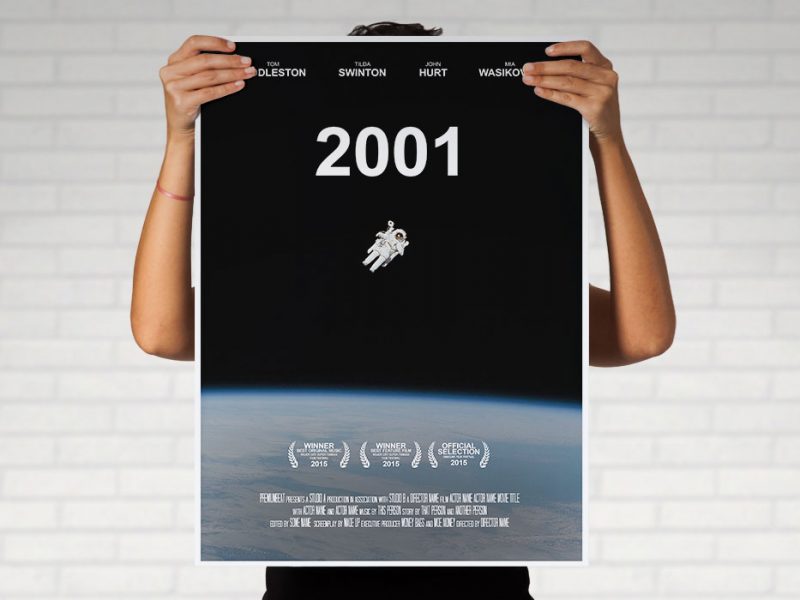 TOM TILDA JOHN MIA
DLESTON SWINTON HURT WASIKOW
2001
WINNER
BEST ORIGINAL MUSIC
2015
WINNER
BEST FEATURE FILM
2015
OFFICIAL
SELECTION
2015
PREMIUMBEAT PRESENTS A STUDIO A PRODUCTION IN ASSOCIATION WITH STUDIO B A DIRECTOR NAME FILM ACTOR NAME ACTOR NAME MOVIE TITLE
WITH ACTOR NAME AND ACTOR NAME MUSIC BY THIS PERSON STORY BY THAT PERSON AND ANOTHER PERSON
EDITED BY SOME NAME SCREENPLAY BY MADE UP EXECUTIVE PRODUCER MONEY BAGS AND MOE MONEY DIRECTED BY DIRECTOR NAME